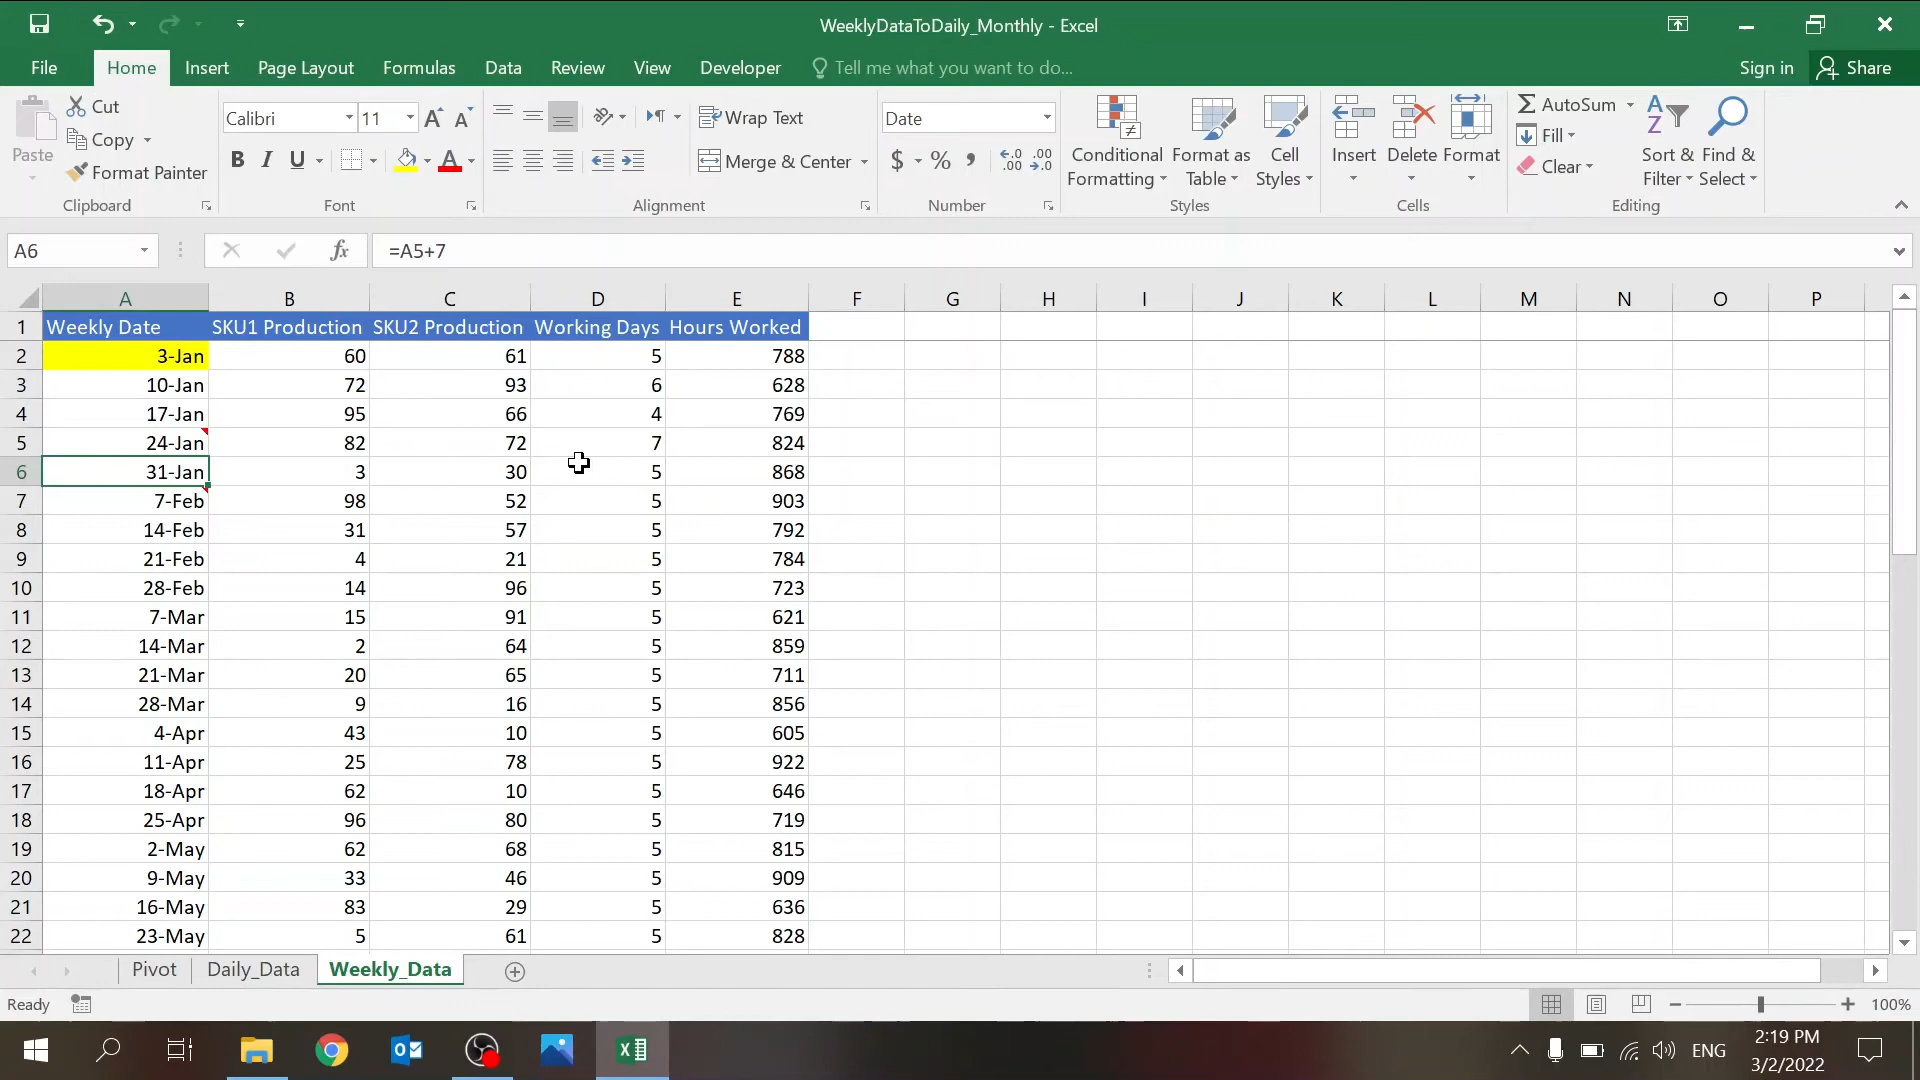 WeeklyDataToDaily_Monthly - Excel
File Home Insert Page Layout Formulas Data Review View Developer Tell me what you want to do... Sign in Share
Paste
Cut
Copy
Format Painter
Clipboard
Calibri 11
B I U A
Font
Wrap Text
Merge & Center
Alignment
Date
$ % ,
Number
Conditional Formatting
Format as Table
Cell Styles
Styles
Insert Delete Format
Cells
AutoSum
Fill
Clear
Sort & Filter
Find & Select
Editing
A6 fx =A5+7
A B C D E F G H I J K L M N O P
1 Weekly Date SKU1 Production SKU2 Production Working Days Hours Worked
2 3-Jan 60 61 5 788
3 10-Jan 72 93 6 628
4 17-Jan 95 66 4 769
5 24-Jan 82 72 7 824
6 31-Jan 3 30 5 868
7 7-Feb 98 52 5 903
8 14-Feb 31 57 5 792
9 21-Feb 4 21 5 784
10 28-Feb 14 96 5 723
11 7-Mar 15 91 5 621
12 14-Mar 2 64 5 859
13 21-Mar 20 65 5 711
14 28-Mar 9 16 5 856
15 4-Apr 43 10 5 605
16 11-Apr 25 78 5 922
17 18-Apr 62 10 5 646
18 25-Apr 96 80 5 719
19 2-May 62 68 5 815
20 9-May 33 46 5 909
21 16-May 83 29 5 636
22 23-May 5 61 5 828
Pivot Daily_Data Weekly_Data
Ready 100%
ENG
2:19 PM
3/2/2022